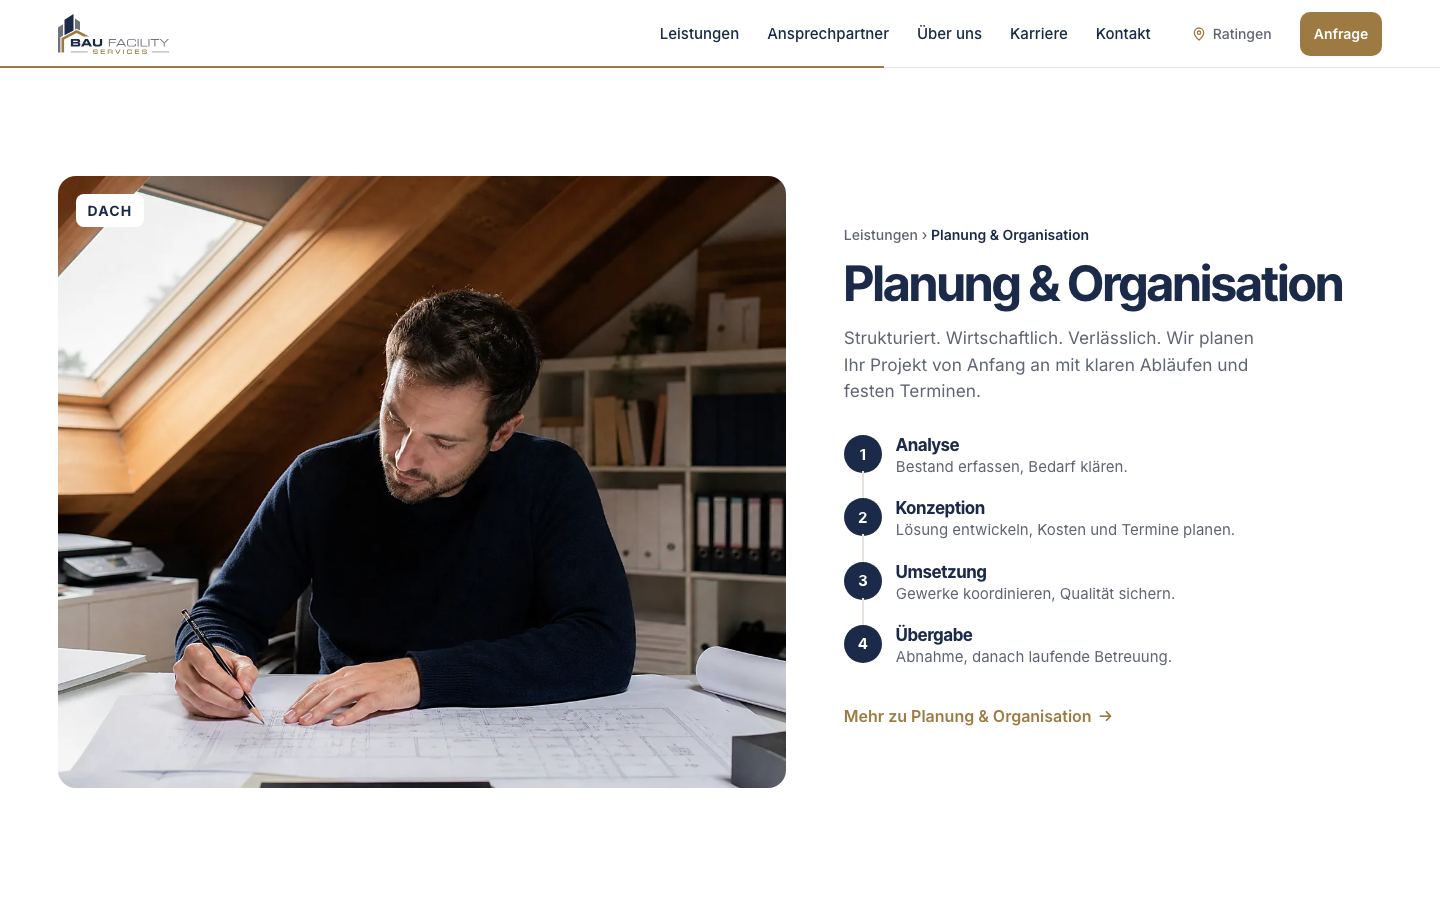 BAU FACILITY
SERVICES
Leistungen
Ansprechpartner
Über uns
Karriere
Kontakt
Ratingen
Anfrage
DACH
Leistungen › Planung & Organisation
Planung & Organisation
Strukturiert. Wirtschaftlich. Verlässlich. Wir planen
Ihr Projekt von Anfang an mit klaren Abläufen und
festen Terminen.
1
Analyse
Bestand erfassen, Bedarf klären.
2
Konzeption
Lösung entwickeln, Kosten und Termine planen.
3
Umsetzung
Gewerke koordinieren, Qualität sichern.
4
Übergabe
Abnahme, danach laufende Betreuung.
Mehr zu Planung & Organisation →